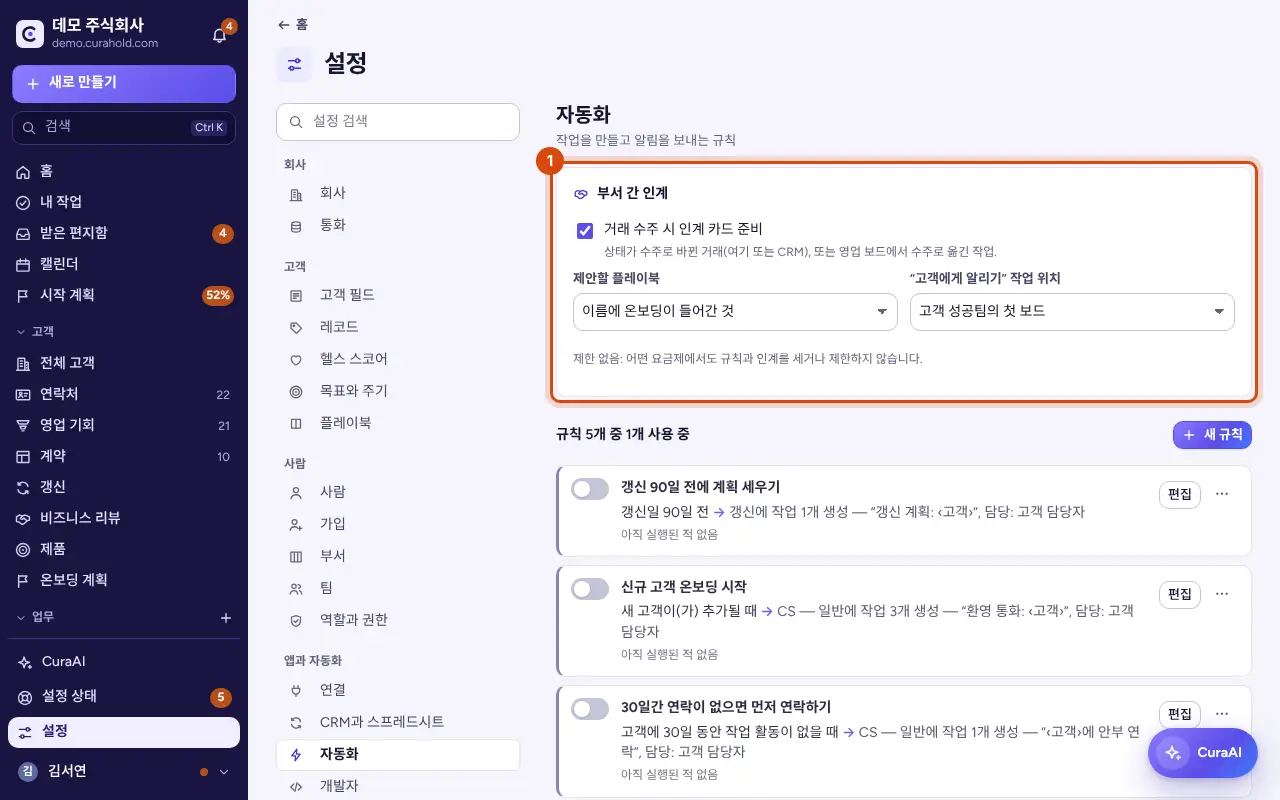 데모 주식회사
demo.curahold.com
4
새로 만들기
검색
Ctrl K
홈
내 작업
받은 편지함
4
캘린더
시작 계획
52%
고객
전체 고객
연락처
22
영업 기회
21
계약
10
갱신
비즈니스 리뷰
제품
온보딩 계획
업무
CuraAI
설정 상태
5
설정
김
김서연
← 홈
설정
설정 검색
회사
회사
통화
고객
고객 필드
레코드
헬스 스코어
목표와 주기
플레이북
사람
사람
가입
부서
팀
역할과 권한
앱과 자동화
연결
CRM과 스프레드시트
자동화
개발자
자동화
작업을 만들고 알림을 보내는 규칙
1
부서 간 인계
거래 수주 시 인계 카드 준비
상태가 수주로 바뀐 거래(여기 또는 CRM), 또는 영업 보드에서 수주로 옮긴 작업.
제안할 플레이북
이름에 온보딩이 들어간 것
“고객에게 알리기” 작업 위치
고객 성공팀의 첫 보드
제한 없음: 어떤 요금제에서도 규칙과 인계를 세거나 제한하지 않습니다.
규칙 5개 중 1개 사용 중
새 규칙
갱신 90일 전에 계획 세우기
갱신일 90일 전 → 갱신에 작업 1개 생성 — “갱신 계획: ‹고객›”, 담당: 고객 담당자
아직 실행된 적 없음
편집
신규 고객 온보딩 시작
새 고객이(가) 추가될 때 → CS — 일반에 작업 3개 생성 — “환영 통화: ‹고객›”, 담당: 고객
담당자
아직 실행된 적 없음
편집
30일간 연락이 없으면 먼저 연락하기
고객에 30일 동안 작업 활동이 없을 때 → CS — 일반에 작업 1개 생성 — “‹고객›에 안부 연
락”, 담당: 고객 담당자
아직 실행된 적 없음
편집
CuraAI